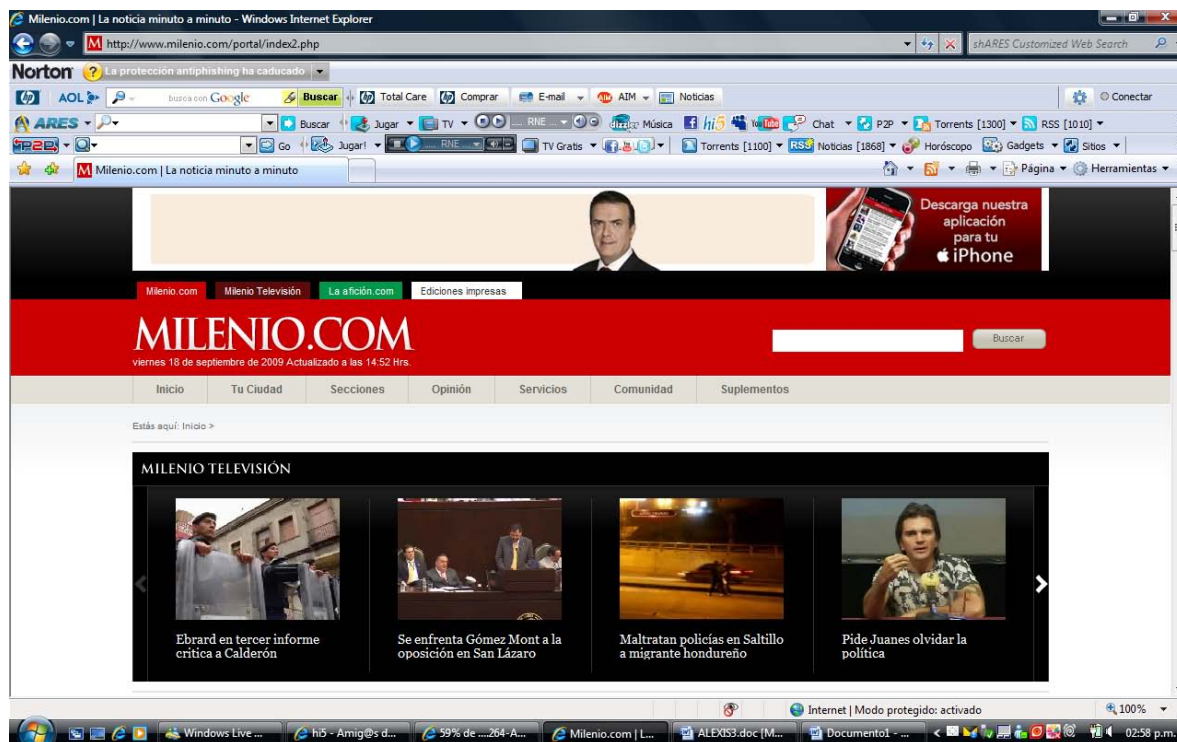 Milenio.com | La noticia minuto a minuto - Windows Internet Explorer
http://www.milenio.com/portal/index2.php
shARES Customized Web Search
Norton La protección antiphishing ha caducado
AOL busca con Google Buscar Total Care Comprar E-mail AIM Noticias Conectar
ARES Buscar Jugar TV RNE ... Música hi5 YouTube Chat P2P Torrents [1300] RSS [1010]
P2P Go Jugar! RNE ... TV Gratis Torrents [1100] RSS Noticias [1868] Horóscopo Gadgets Sitios
Milenio.com | La noticia minuto a minuto Página Herramientas
Descarga nuestra
aplicación
para tu
iPhone
Milenio.com Milenio Televisión La afición.com Ediciones impresas
MILENIO.COM
viernes 18 de septiembre de 2009 Actualizado a las 14:52 Hrs.
Buscar
Inicio Tu Ciudad Secciones Opinión Servicios Comunidad Suplementos
Estás aquí: Inicio >
MILENIO TELEVISIÓN
Ebrard en tercer informe
critica a Calderón
Se enfrenta Gómez Mont a la
oposición en San Lázaro
Maltratan policías en Saltillo
a migrante hondureño
Pide Juanes olvidar la
política
Internet | Modo protegido: activado 100%
Windows Live ... hi5 - Amig@s d... 59% de ....264-A... Milenio.com | L... ALEXIS3.doc [M... Documento1 - ... 02:58 p.m.